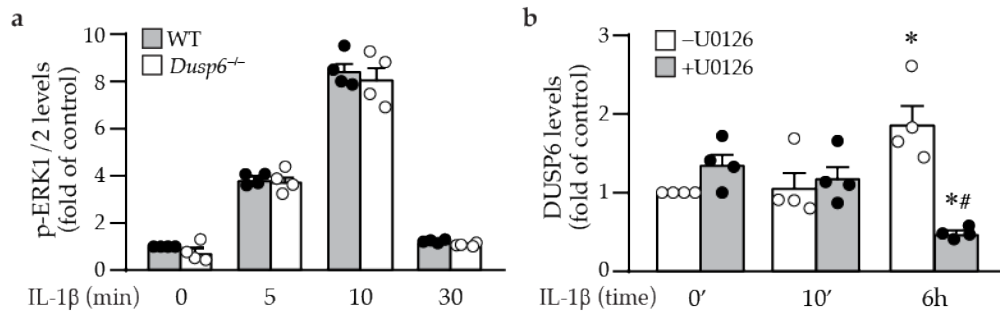 a
p-ERK1/2 levels
(fold of control)
10
8
6
4
2
0
WT
Dusp6⁻/⁻
IL-1β (min) 0 5 10 30
b
DUSP6 levels
(fold of control)
3
2
1
0
–U0126
+U0126
*
*#
IL-1β (time) 0′ 10′ 6h